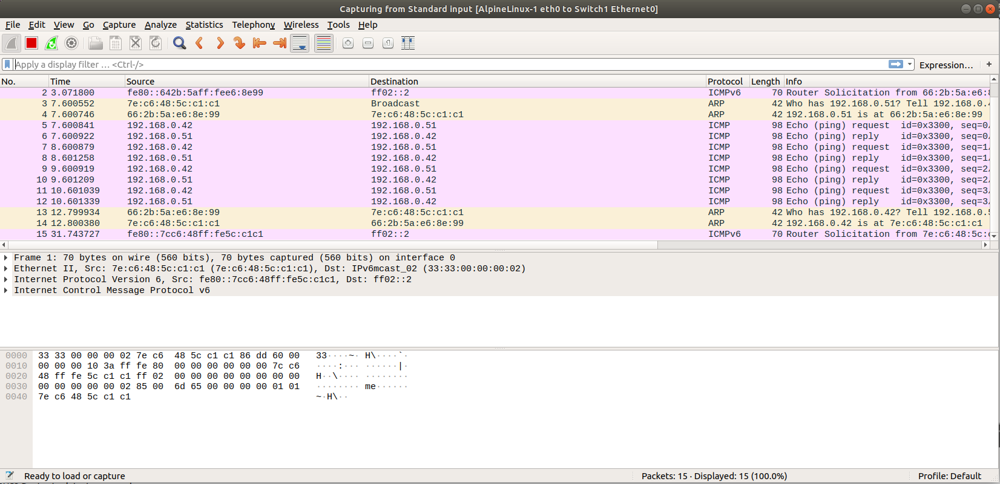 Capturing from Standard input [AlpineLinux-1 eth0 to Switch1 Ethernet0]
File Edit View Go Capture Analyze Statistics Telephony Wireless Tools Help
Apply a display filter … <Ctrl-/> Expression… +
No. Time Source Destination Protocol Length Info
2 3.071800 fe80::642b:5aff:fee6:8e99 ff02::2 ICMPv6 70 Router Solicitation from 66:2b:5a:e6:8
3 7.600552 7e:c6:48:5c:c1:c1 Broadcast ARP 42 Who has 192.168.0.51? Tell 192.168.0.4
4 7.600746 66:2b:5a:e6:8e:99 7e:c6:48:5c:c1:c1 ARP 42 192.168.0.51 is at 66:2b:5a:e6:8e:99
5 7.600841 192.168.0.42 192.168.0.51 ICMP 98 Echo (ping) request id=0x3300, seq=0/
6 7.600922 192.168.0.51 192.168.0.42 ICMP 98 Echo (ping) reply id=0x3300, seq=0/
7 8.600879 192.168.0.42 192.168.0.51 ICMP 98 Echo (ping) request id=0x3300, seq=1/
8 8.601258 192.168.0.51 192.168.0.42 ICMP 98 Echo (ping) reply id=0x3300, seq=1/
9 9.600919 192.168.0.42 192.168.0.51 ICMP 98 Echo (ping) request id=0x3300, seq=2/
10 9.601209 192.168.0.51 192.168.0.42 ICMP 98 Echo (ping) reply id=0x3300, seq=2/
11 10.601039 192.168.0.42 192.168.0.51 ICMP 98 Echo (ping) request id=0x3300, seq=3/
12 10.601339 192.168.0.51 192.168.0.42 ICMP 98 Echo (ping) reply id=0x3300, seq=3/
13 12.799934 66:2b:5a:e6:8e:99 7e:c6:48:5c:c1:c1 ARP 42 Who has 192.168.0.42? Tell 192.168.0.5
14 12.800380 7e:c6:48:5c:c1:c1 66:2b:5a:e6:8e:99 ARP 42 192.168.0.42 is at 7e:c6:48:5c:c1:c1
15 31.743727 fe80::7cc6:48ff:fe5c:c1c1 ff02::2 ICMPv6 70 Router Solicitation from 7e:c6:48:5c:c
Frame 1: 70 bytes on wire (560 bits), 70 bytes captured (560 bits) on interface 0
Ethernet II, Src: 7e:c6:48:5c:c1:c1 (7e:c6:48:5c:c1:c1), Dst: IPv6mcast_02 (33:33:00:00:00:02)
Internet Protocol Version 6, Src: fe80::7cc6:48ff:fe5c:c1c1, Dst: ff02::2
Internet Control Message Protocol v6
0000 33 33 00 00 00 02 7e c6 48 5c c1 c1 86 dd 60 00 33····~· H\····`·
0010 00 00 00 10 3a ff fe 80 00 00 00 00 00 00 7c c6 ····:··· ······|·
0020 48 ff fe 5c c1 c1 ff 02 00 00 00 00 00 00 00 00 H··\···· ········
0030 00 00 00 00 00 02 85 00 6d 65 00 00 00 00 01 01 ········ me······
0040 7e c6 48 5c c1 c1 ~·H\··
Ready to load or capture Packets: 15 · Displayed: 15 (100.0%) Profile: Default